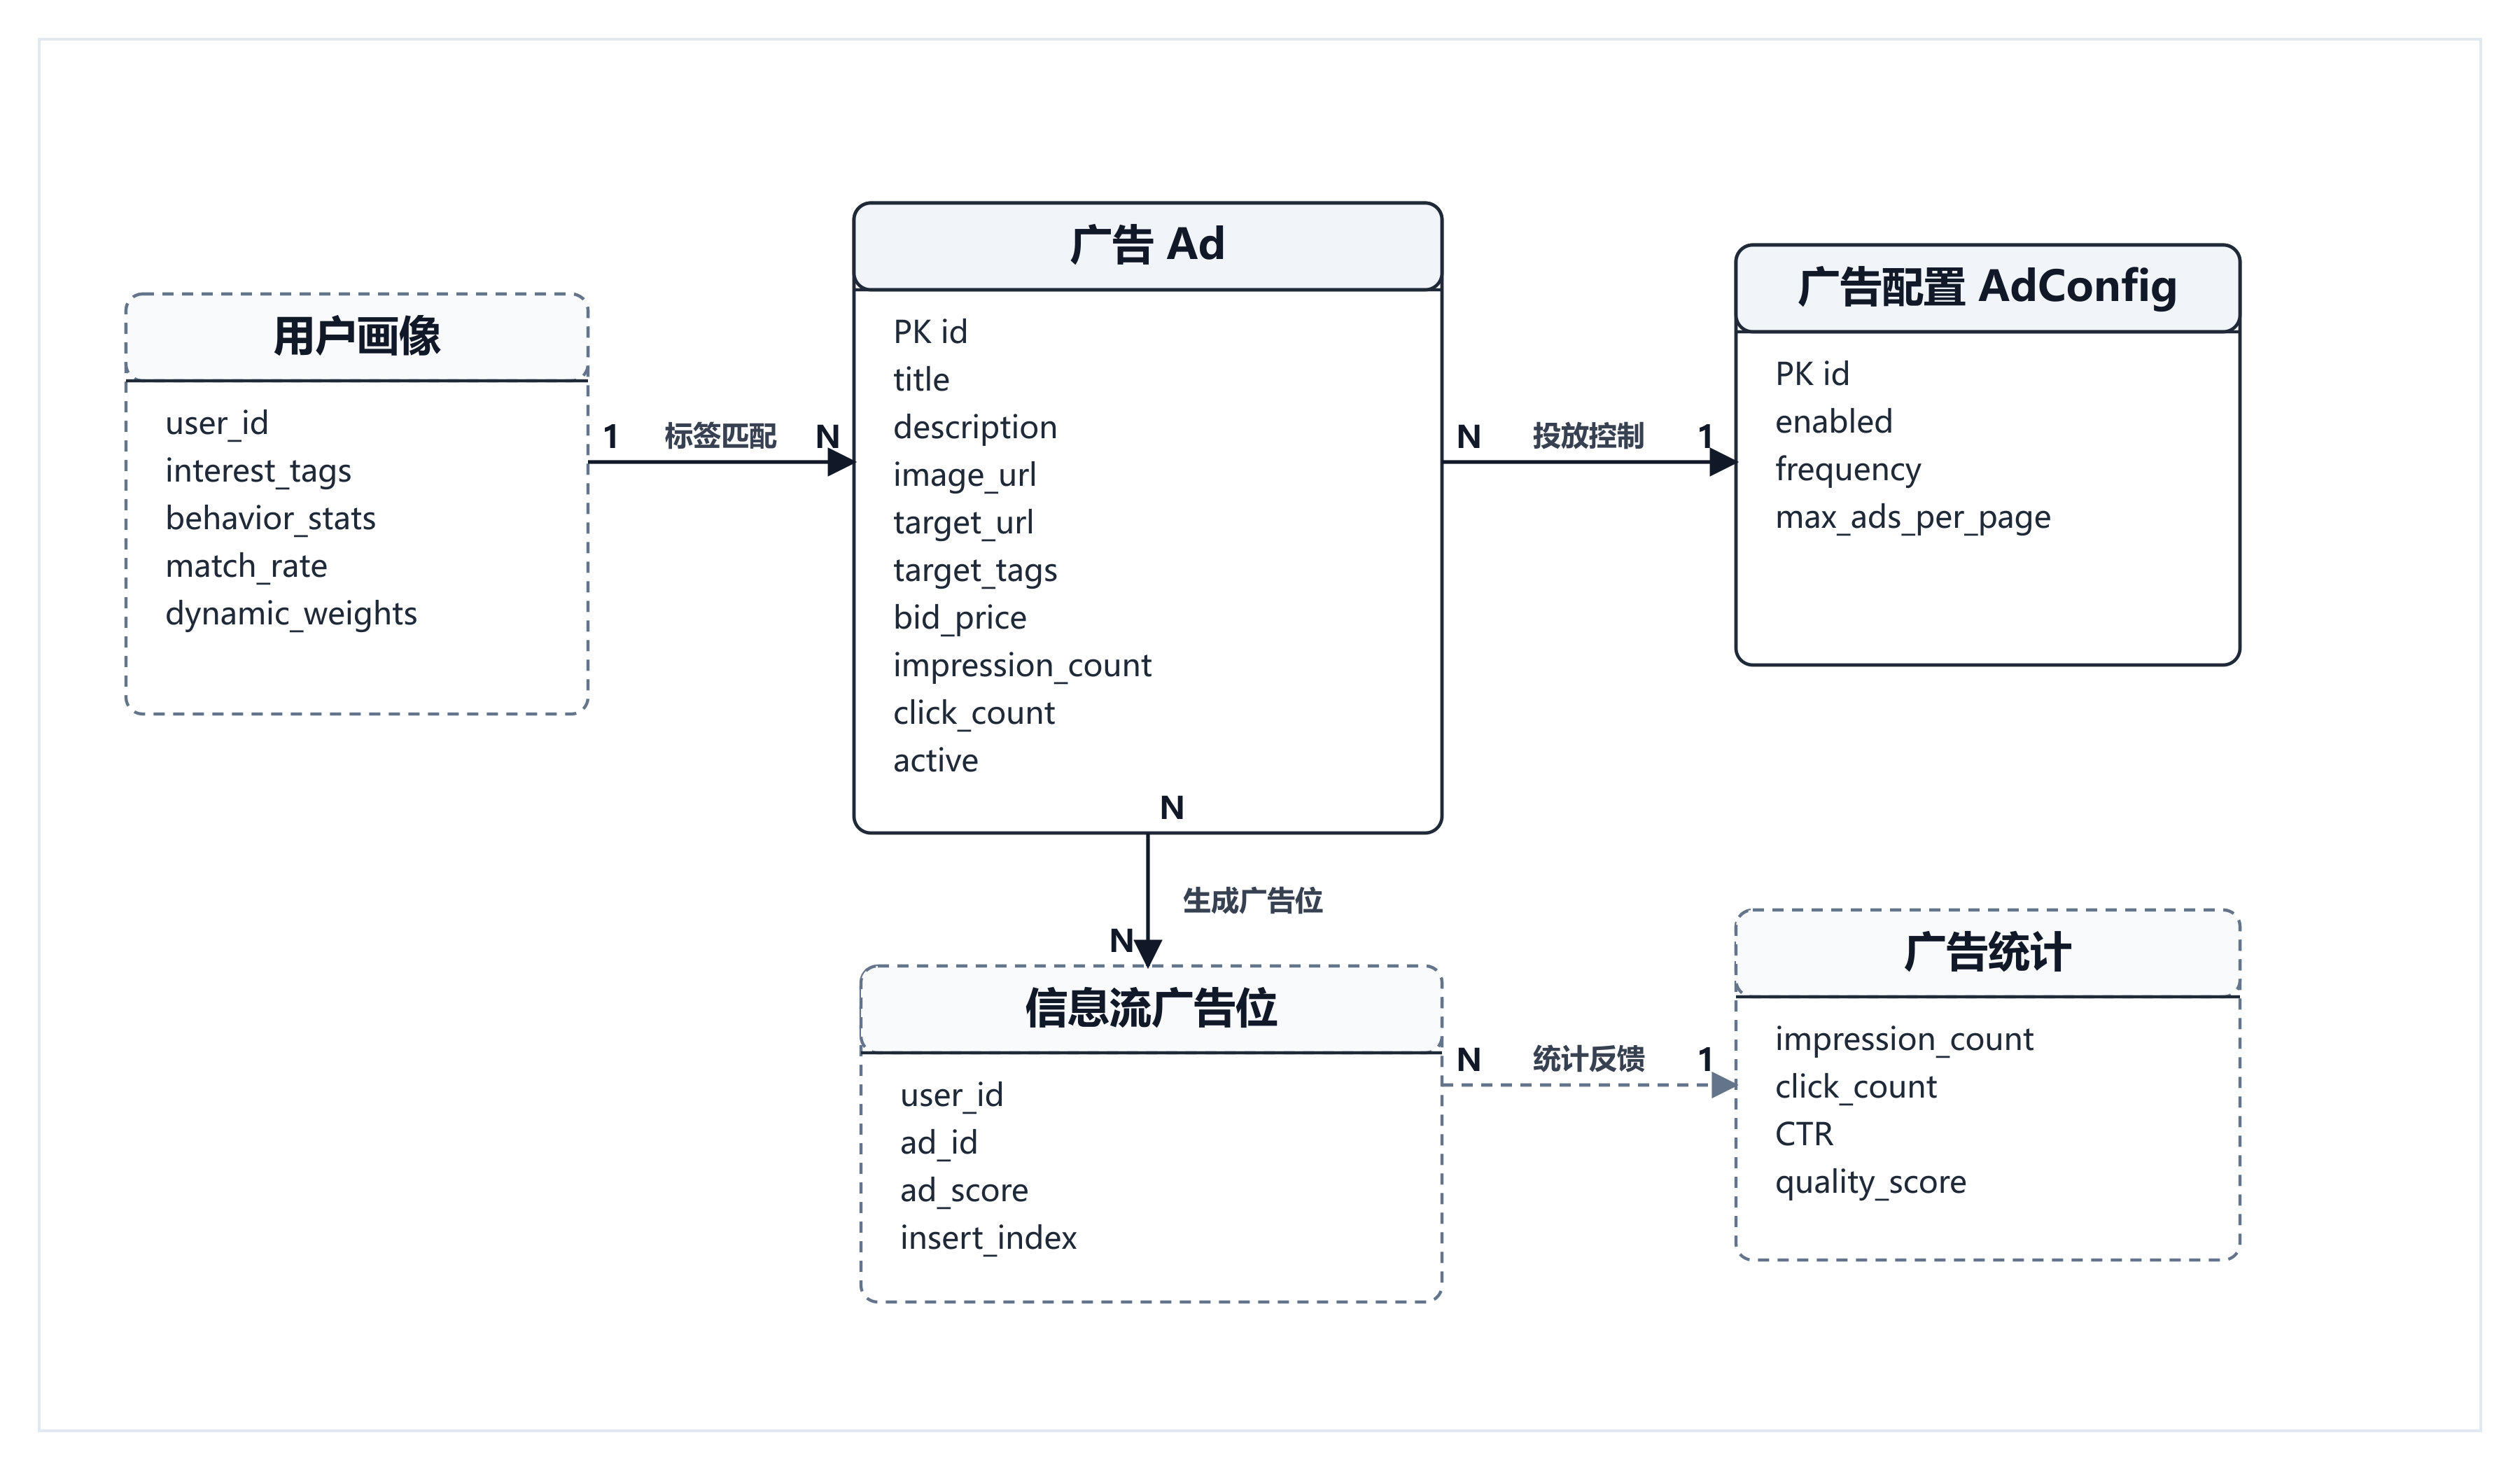 用户画像
user_id
interest_tags
behavior_stats
match_rate
dynamic_weights
1 标签匹配 N
广告 Ad
PK id
title
description
image_url
target_url
target_tags
bid_price
impression_count
click_count
active
N 投放控制 1
广告配置 AdConfig
PK id
enabled
frequency
max_ads_per_page
N
生成广告位
N
信息流广告位
user_id
ad_id
ad_score
insert_index
N 统计反馈 1
广告统计
impression_count
click_count
CTR
quality_score